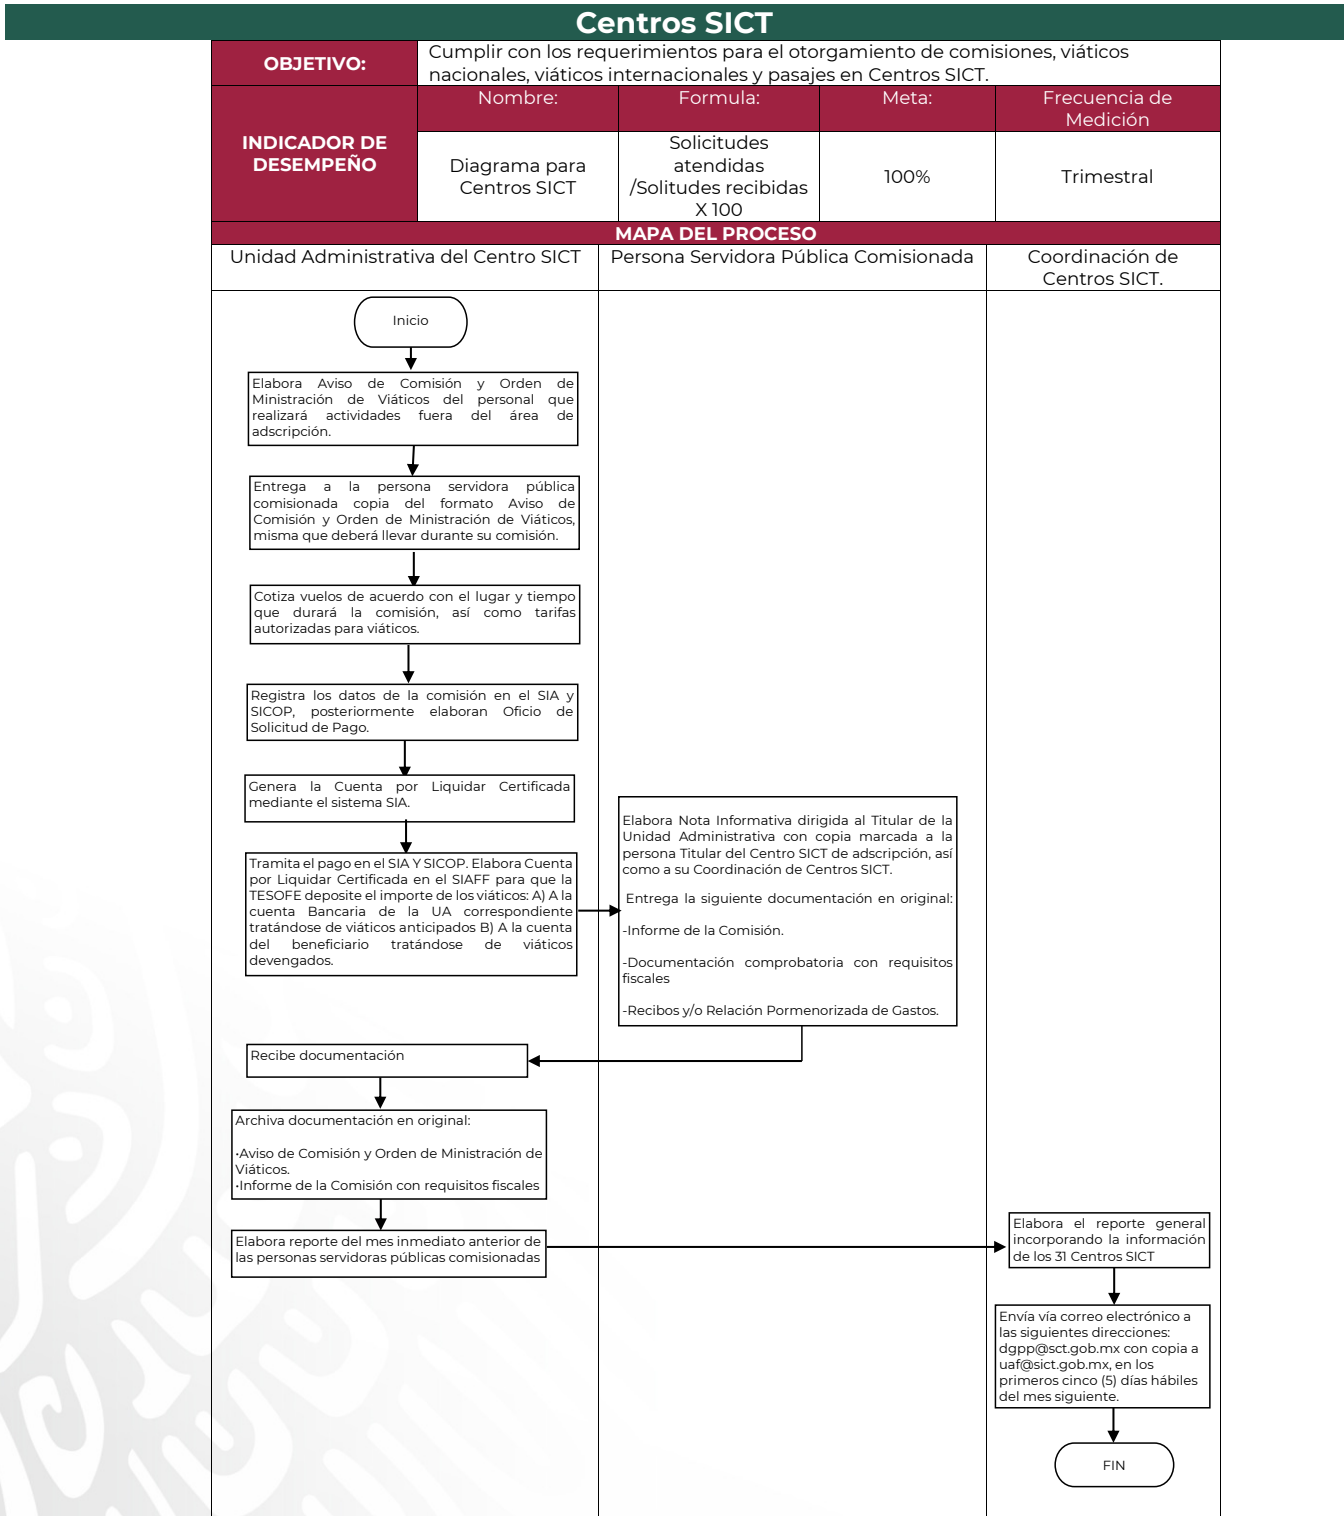 Centros SICT
OBJETIVO:
Cumplir con los requerimientos para el otorgamiento de comisiones, viáticos
nacionales, viáticos internacionales y pasajes en Centros SICT.
INDICADOR DE
DESEMPEÑO
Nombre:
Formula:
Meta:
Frecuencia de
Medición
Diagrama para
Centros SICT
Solicitudes
atendidas
/Solitudes recibidas
X 100
100%
Trimestral
MAPA DEL PROCESO
Unidad Administrativa del Centro SICT
Persona Servidora Pública Comisionada
Coordinación de
Centros SICT.
Inicio
Elabora Aviso de Comisión y Orden de
Ministración de Viáticos del personal que
realizará actividades fuera del área de
adscripción.
Entrega a la persona servidora pública
comisionada copia del formato Aviso de
Comisión y Orden de Ministración de Viáticos,
misma que deberá llevar durante su comisión.
Cotiza vuelos de acuerdo con el lugar y tiempo
que durará la comisión, así como tarifas
autorizadas para viáticos.
Registra los datos de la comisión en el SIA y
SICOP, posteriormente elaboran Oficio de
Solicitud de Pago.
Genera la Cuenta por Liquidar Certificada
mediante el sistema SIA.
Tramita el pago en el SIA Y SICOP. Elabora Cuenta
por Liquidar Certificada en el SIAFF para que la
TESOFE deposite el importe de los viáticos: A) A la
cuenta Bancaria de la UA correspondiente
tratándose de viáticos anticipados B) A la cuenta
del beneficiario tratándose de viáticos
devengados.
Elabora Nota Informativa dirigida al Titular de la
Unidad Administrativa con copia marcada a la
persona Titular del Centro SICT de adscripción, así
como a su Coordinación de Centros SICT.
Entrega la siguiente documentación en original:
-Informe de la Comisión.
-Documentación comprobatoria con requisitos
fiscales
-Recibos y/o Relación Pormenorizada de Gastos.
Recibe documentación
Archiva documentación en original:
•Aviso de Comisión y Orden de Ministración de
Viáticos.
•Informe de la Comisión con requisitos fiscales
Elabora reporte del mes inmediato anterior de
las personas servidoras públicas comisionadas
Elabora el reporte general
incorporando la información
de los 31 Centros SICT
Envía vía correo electrónico a
las siguientes direcciones:
dgpp@sct.gob.mx con copia a
uaf@sict.gob.mx, en los
primeros cinco (5) días hábiles
del mes siguiente.
FIN